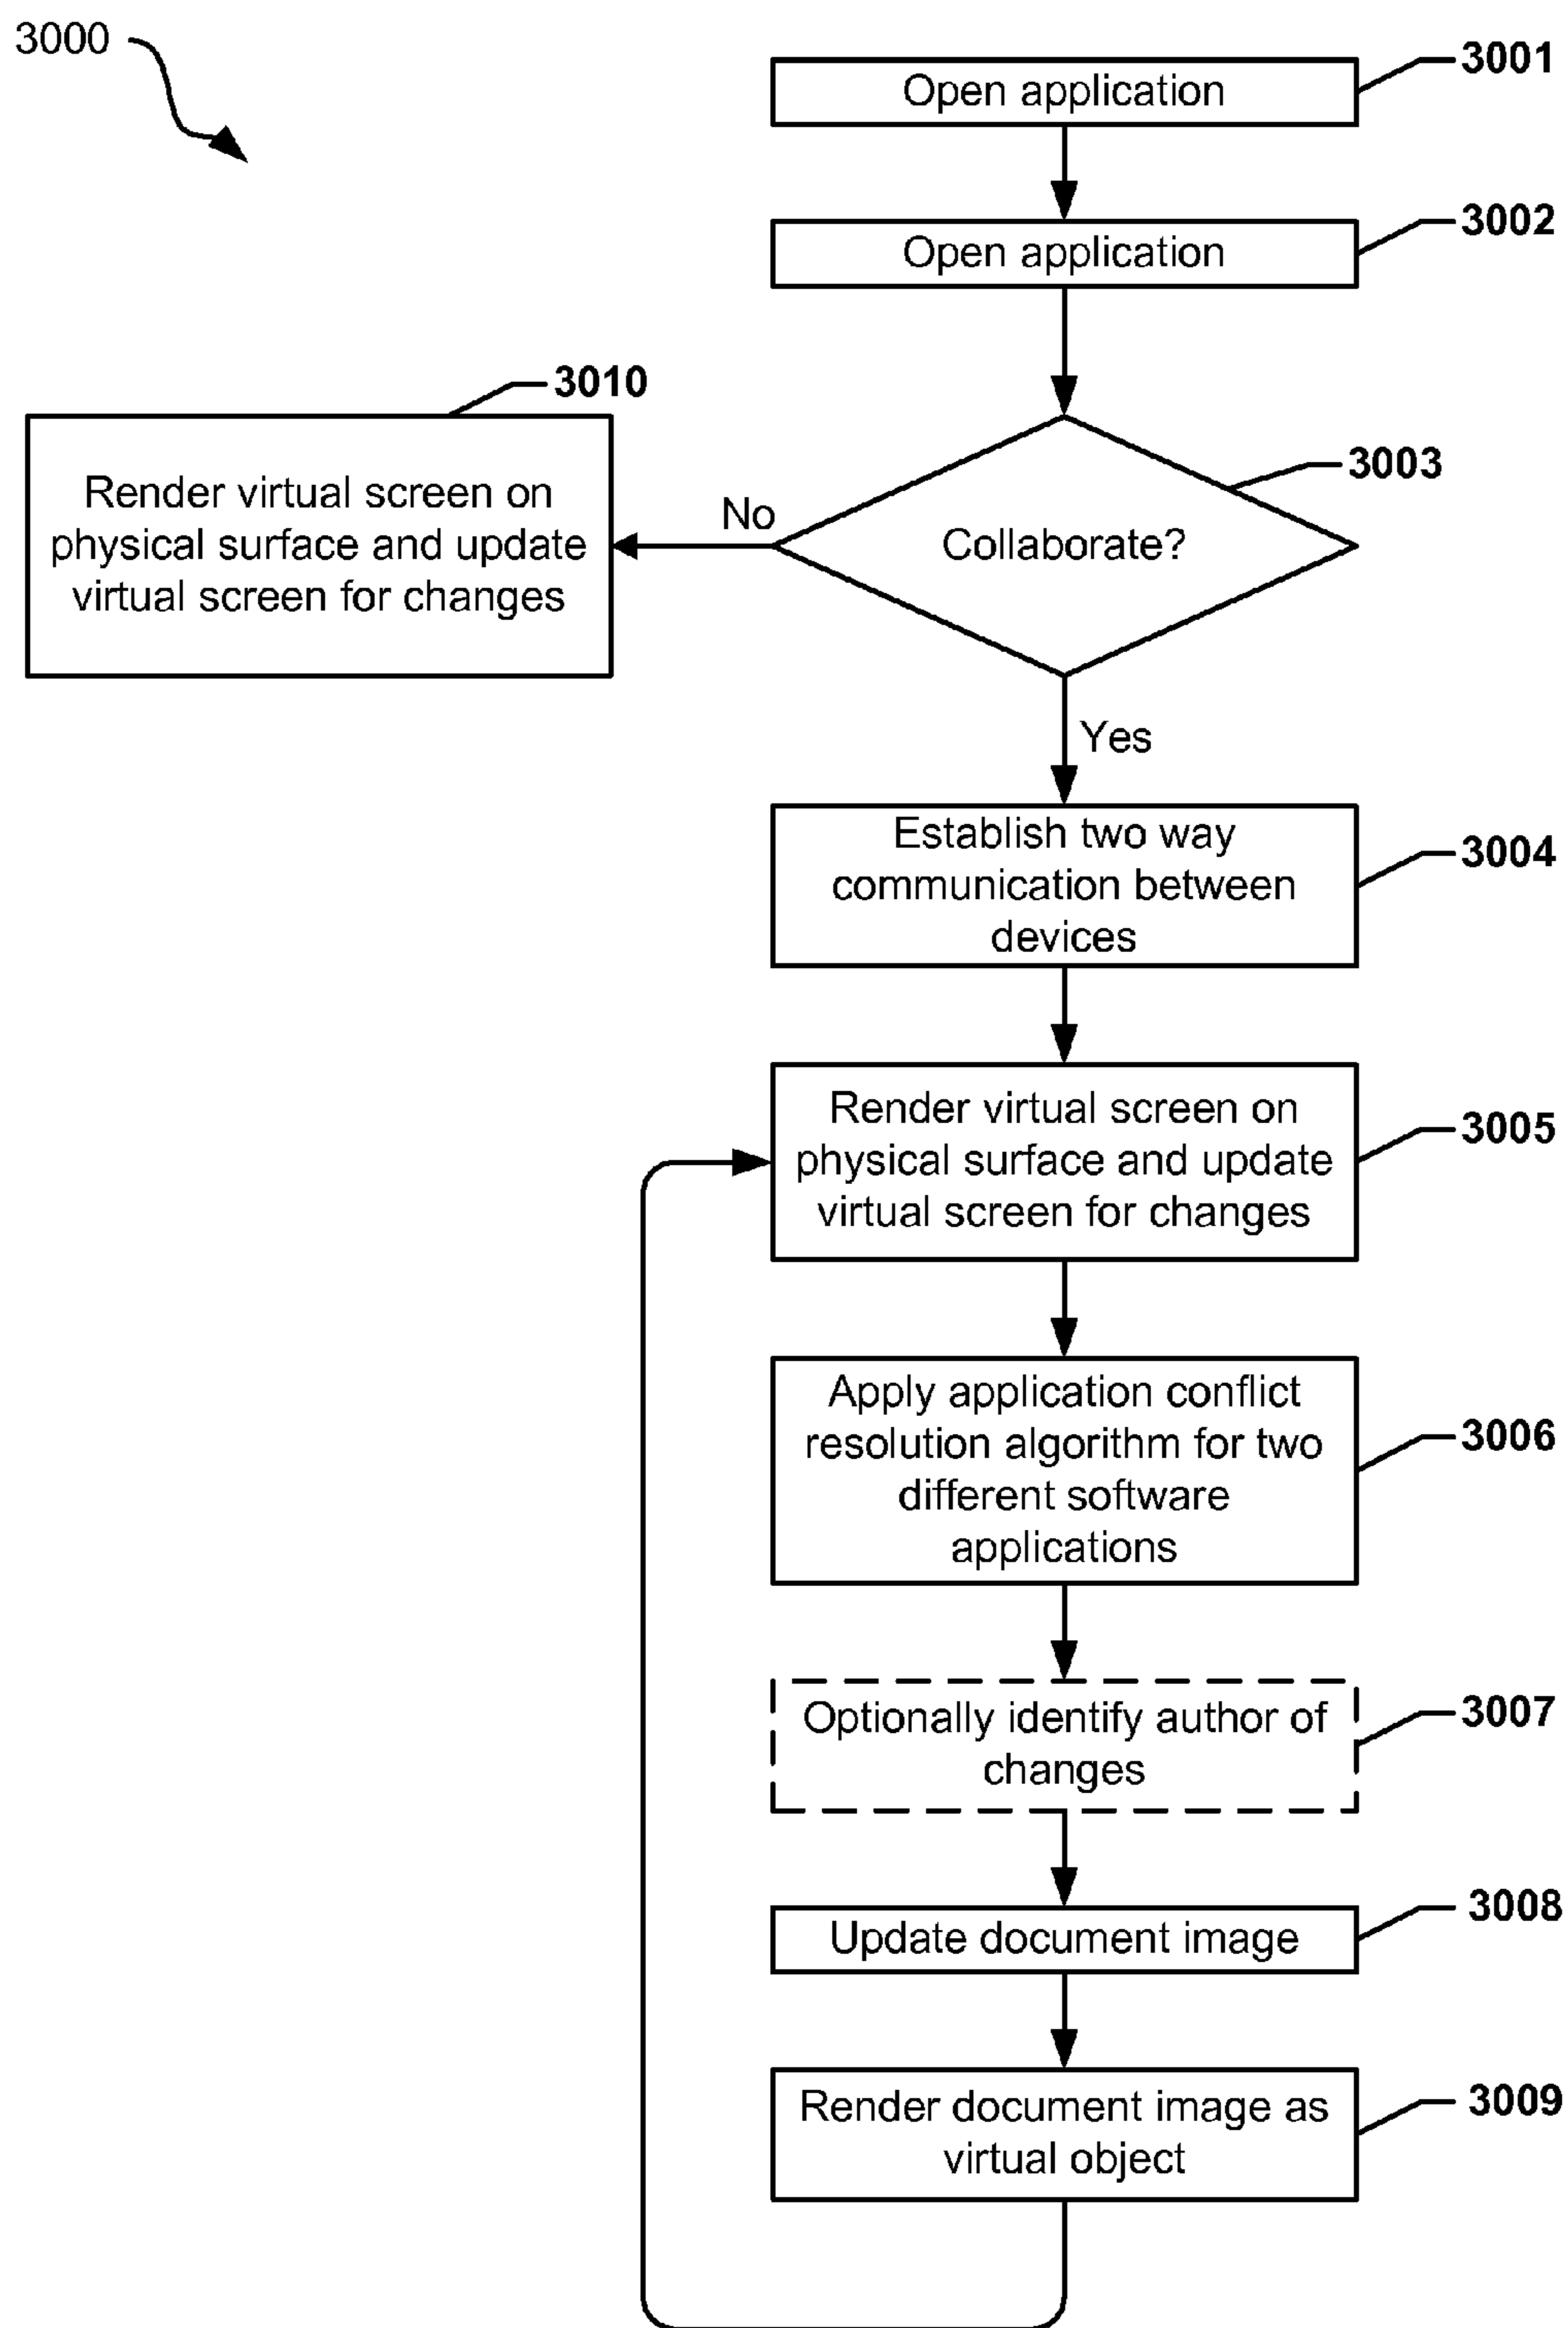 3000
3001
Open application
3002
Open application
3010
Render virtual screen on
physical surface and update
virtual screen for changes
No
3003
Collaborate?
Yes
Establish two way
communication between
devices
3004
Render virtual screen on
physical surface and update
virtual screen for changes
3005
Apply application conflict
resolution algorithm for two
different software
applications
3006
Optionally identify author of
changes
3007
3008
Update document image
Render document image as
virtual object
3009